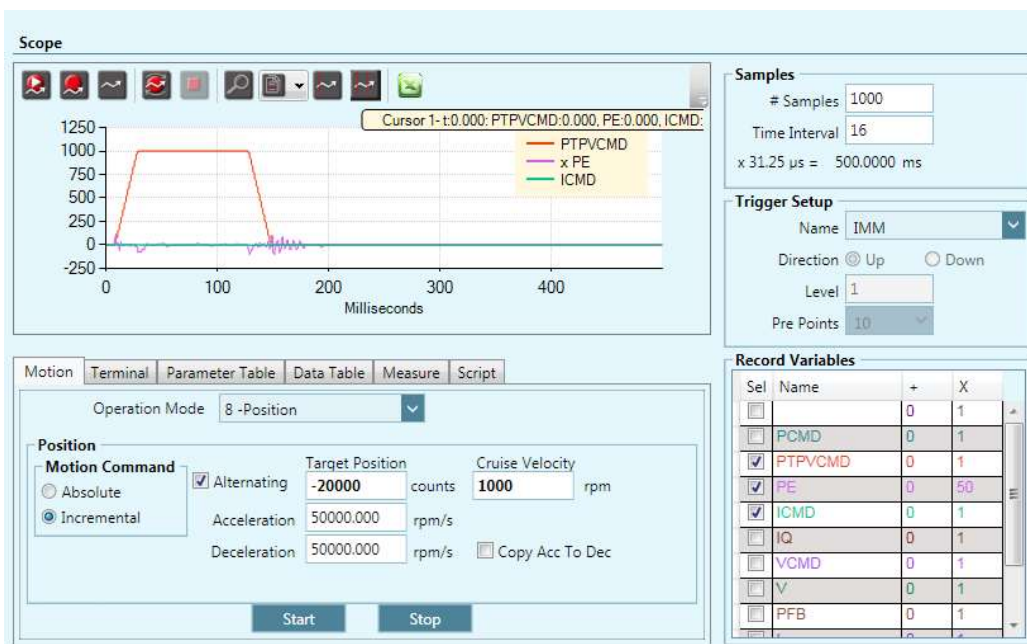 Scope
Cursor 1- t:0.000: PTPVCMD:0.000, PE:0.000, ICMD:
1250
1000
750
500
250
0
-250
0 100 200 300 400
Milliseconds
PTPVCMD
x PE
ICMD
Samples
# Samples 1000
Time Interval 16
x 31.25 µs = 500.0000 ms
Trigger Setup
Name IMM
Direction Up Down
Level 1
Pre Points 10
Motion Terminal Parameter Table Data Table Measure Script
Operation Mode 8 -Position
Position
Motion Command
Absolute
Incremental
Target Position Cruise Velocity
Alternating -20000 counts 1000 rpm
Acceleration 50000.000 rpm/s
Deceleration 50000.000 rpm/s Copy Acc To Dec
Start Stop
Record Variables
Sel Name + X
0 1
PCMD 0 1
PTPVCMD 0 1
PE 0 50
ICMD 0 1
IQ 0 1
VCMD 0 1
V 0 1
PFB 0 1